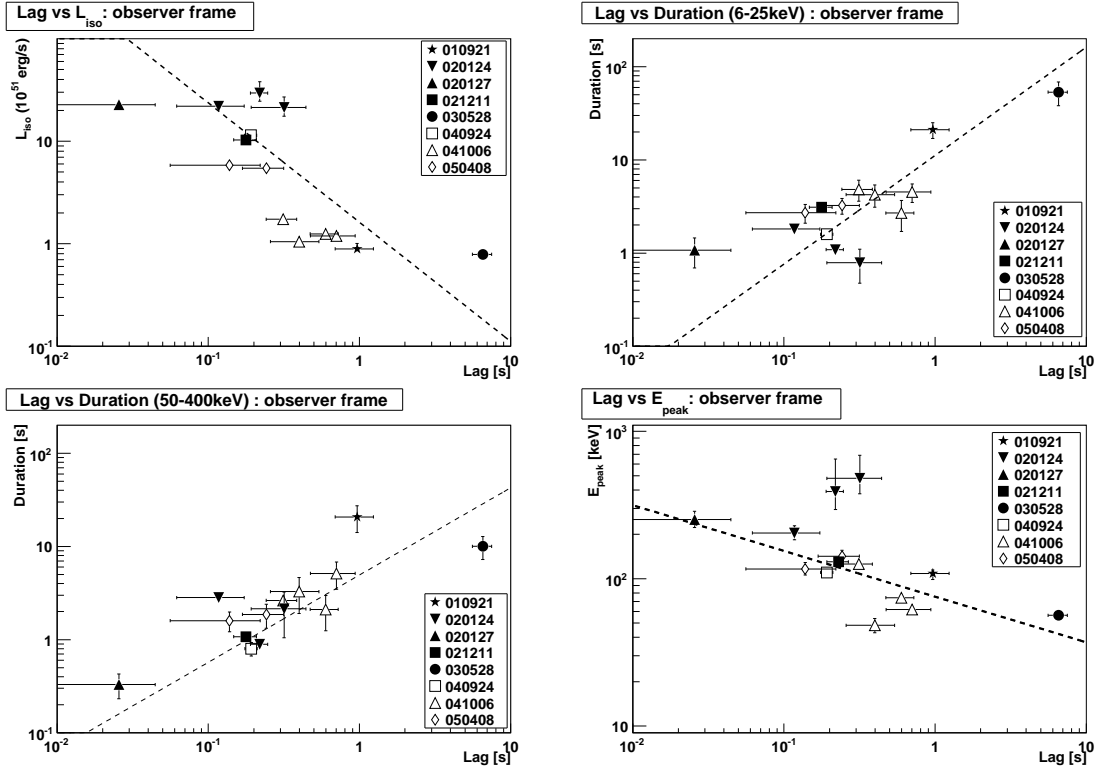 Lag vs L_iso : observer frame
L_iso (10^51 erg/s)
10
1
10^-1
10^-2 10^-1 1 10
Lag [s]
010921
020124
020127
021211
030528
040924
041006
050408
Lag vs Duration (6-25keV) : observer frame
Duration [s]
10^2
10
1
10^-1
10^-2 10^-1 1 10
Lag [s]
010921
020124
020127
021211
030528
040924
041006
050408
Lag vs Duration (50-400keV) : observer frame
Duration [s]
10^2
10
1
10^-1
10^-2 10^-1 1 10
Lag [s]
010921
020124
020127
021211
030528
040924
041006
050408
Lag vs E_peak : observer frame
E_peak [keV]
10^3
10^2
10
10^-2 10^-1 1 10
Lag [s]
010921
020124
020127
021211
030528
040924
041006
050408